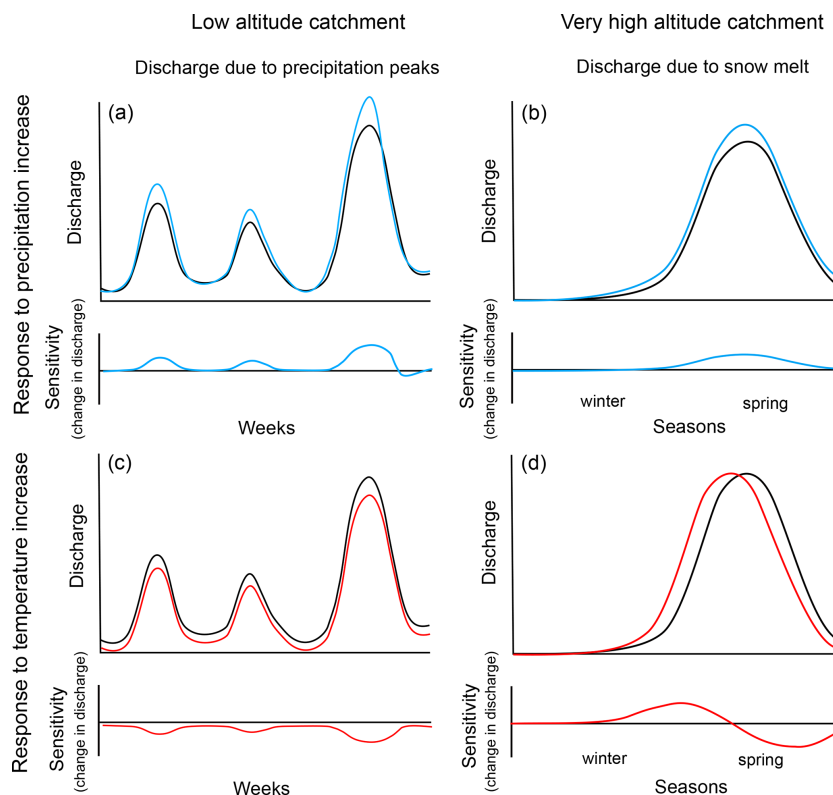 Low altitude catchment
Very high altitude catchment
Discharge due to precipitation peaks
Discharge due to snow melt
Response to precipitation increase
(a)
Discharge
Sensitivity
(change in discharge)
Weeks
(b)
Discharge
Sensitivity
(change in discharge)
winter
spring
Seasons
Response to temperature increase
(c)
Discharge
Sensitivity
(change in discharge)
Weeks
(d)
Discharge
Sensitivity
(change in discharge)
winter
spring
Seasons